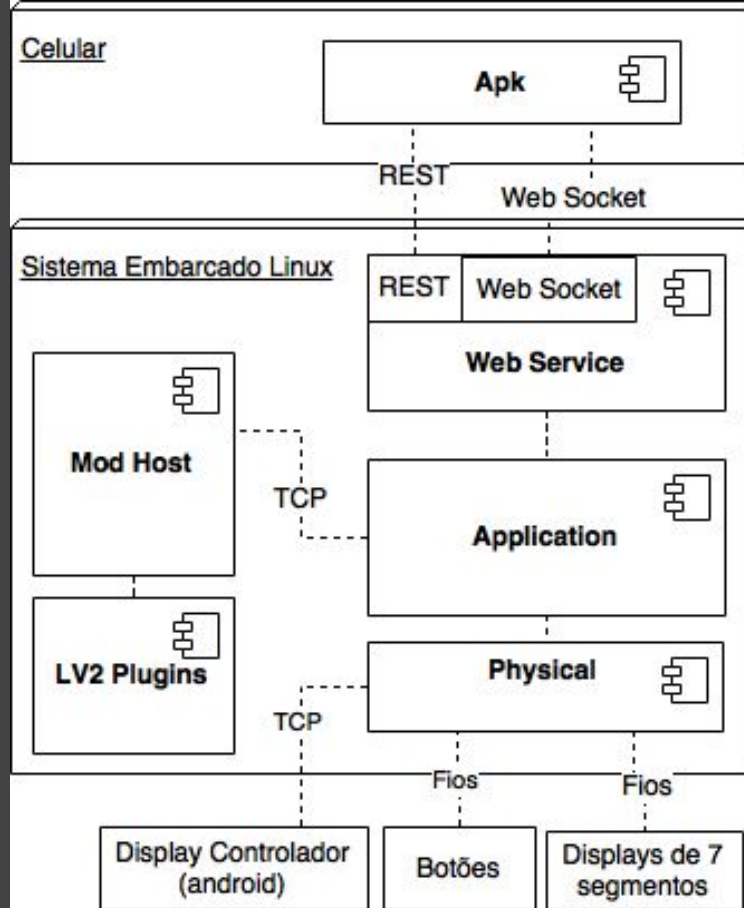 Celular
Apk
REST
Web Socket
Sistema Embarcado Linux
REST
Web Socket
Web Service
Mod Host
TCP
Application
LV2 Plugins
Physical
TCP
Fios
Fios
Display Controlador
(android)
Botões
Displays de 7
segmentos